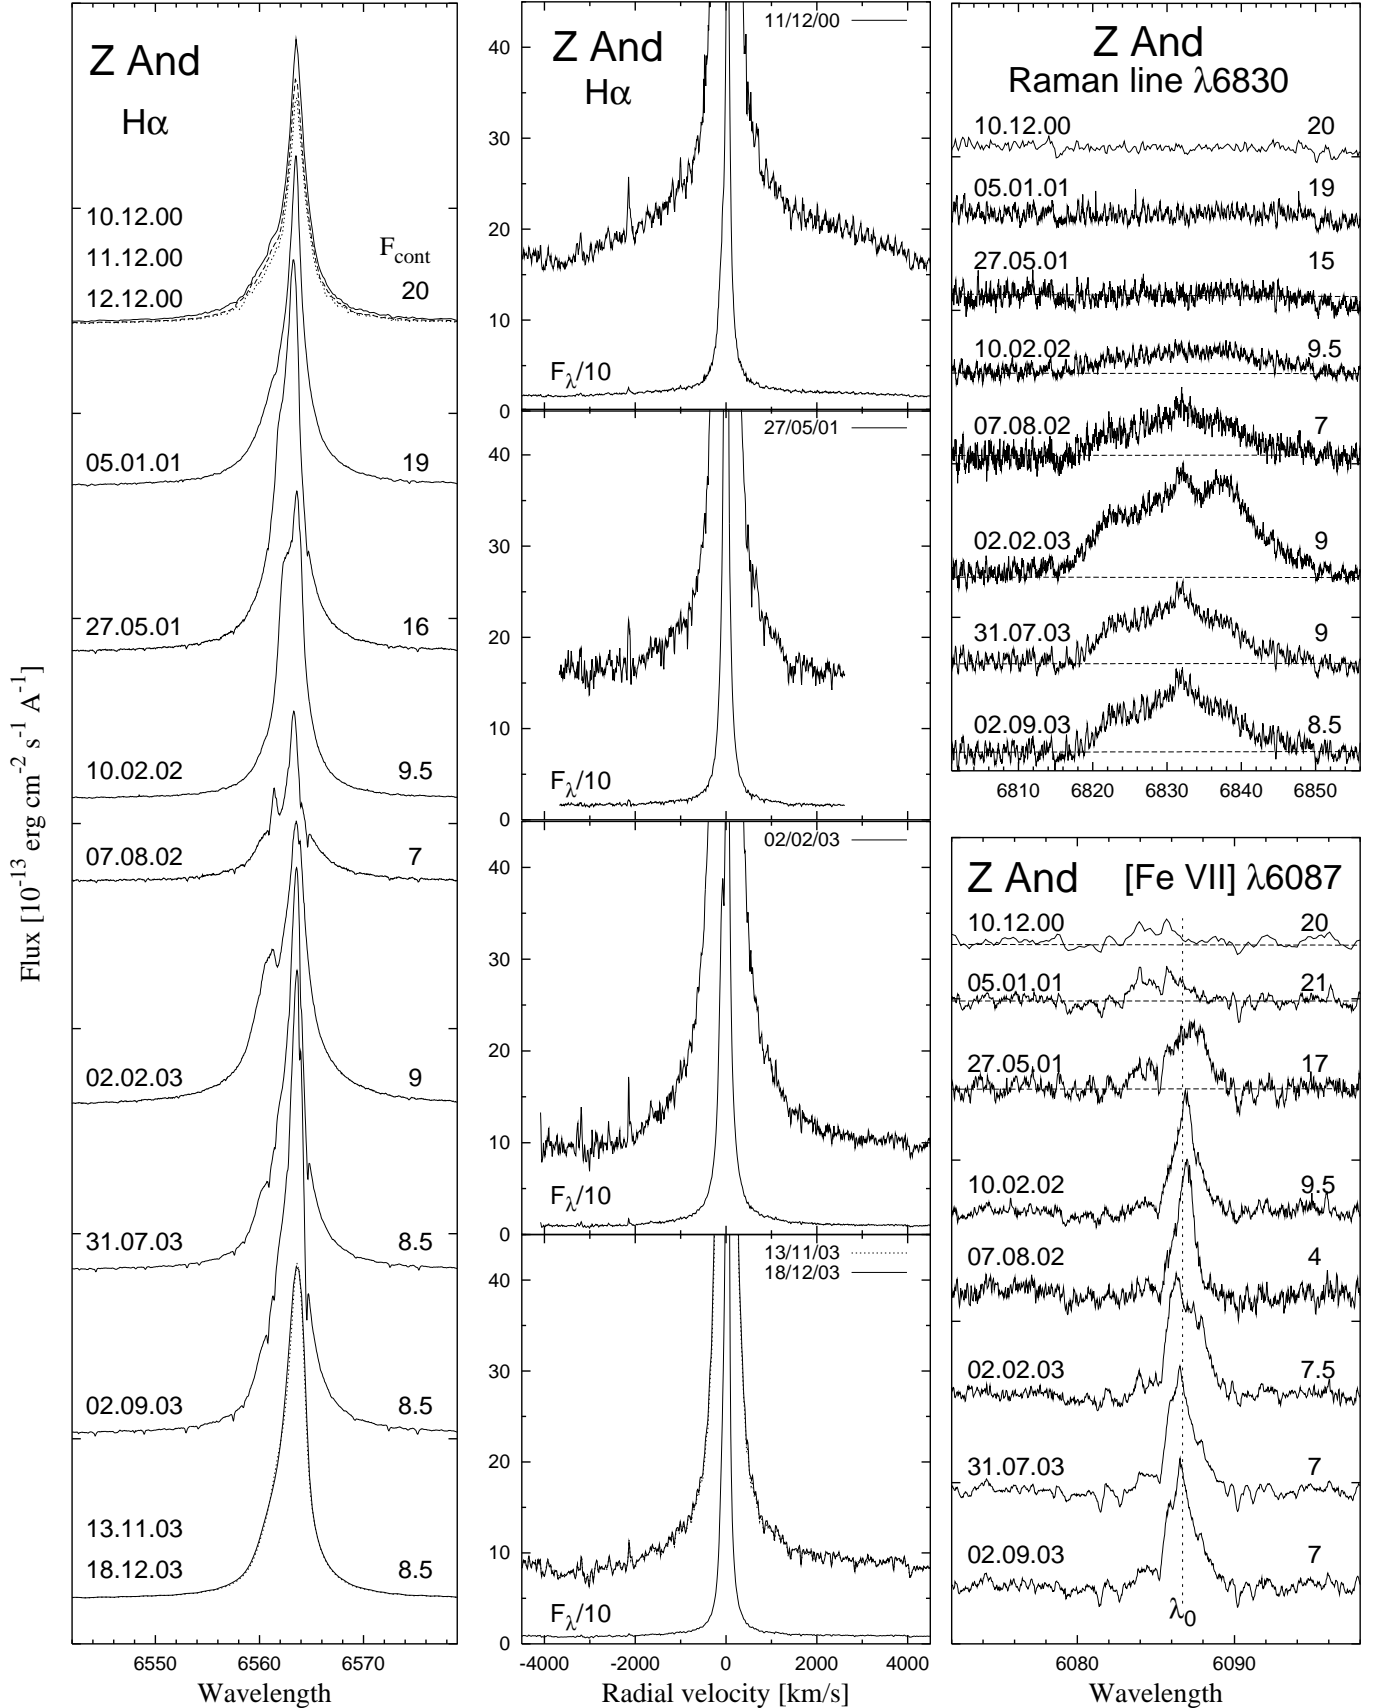 Flux [10⁻¹³ erg cm⁻² s⁻¹ A⁻¹]
Z And
Hα
10.12.00
11.12.00
12.12.00
F_cont
20
05.01.01 19
27.05.01 16
10.02.02 9.5
07.08.02 7
02.02.03 9
31.07.03 8.5
02.09.03 8.5
13.11.03
18.12.03 8.5
6550 6560 6570
Wavelength
Z And
Hα
11/12/00
40
30
20
10
F_λ/10
0
27/05/01
40
30
20
10
F_λ/10
0
02/02/03
40
30
20
10
F_λ/10
0
13/11/03
18/12/03
40
30
20
10
F_λ/10
0
-4000 -2000 0 2000 4000
Radial velocity [km/s]
Z And
Raman line λ6830
10.12.00 20
05.01.01 19
27.05.01 15
10.02.02 9.5
07.08.02 7
02.02.03 9
31.07.03 9
02.09.03 8.5
6810 6820 6830 6840 6850
Z And [Fe VII] λ6087
10.12.00 20
05.01.01 21
27.05.01 17
10.02.02 9.5
07.08.02 4
02.02.03 7.5
31.07.03 7
02.09.03 7
λ₀
6080 6090
Wavelength